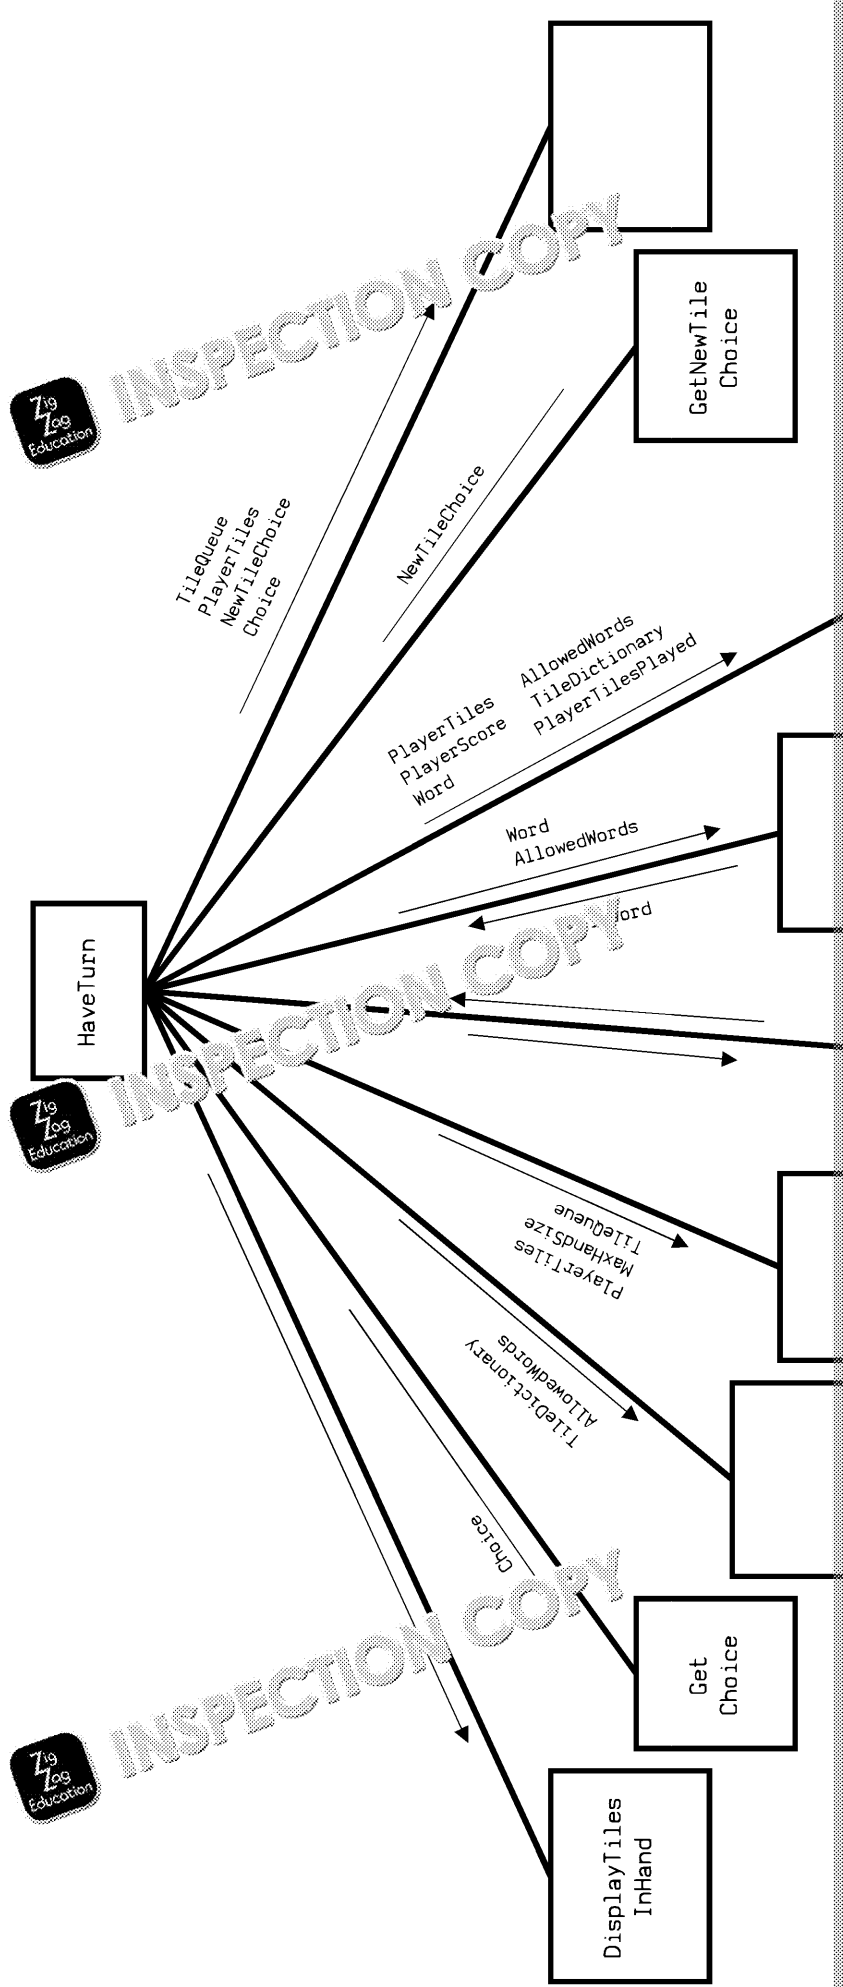 HaveTurn
DisplayTiles
InHand
Get
Choice
Choice
TileDictionary
AllowedWords
PlayerTiles
MaxHandSize
TileQueue
Word
AllowedWords
PlayerTiles
PlayerScore
Word
AllowedWords
TileDictionary
PlayerTilesPlayed
NewTileChoice
GetNewTile
Choice
TileQueue
PlayerTiles
NewTileChoice
Choice
INSPECTION COPY
Zig
Zag
Education
INSPECTION COPY
Zig
Zag
Education
INSPECTION COPY
Zig
Zag
Education